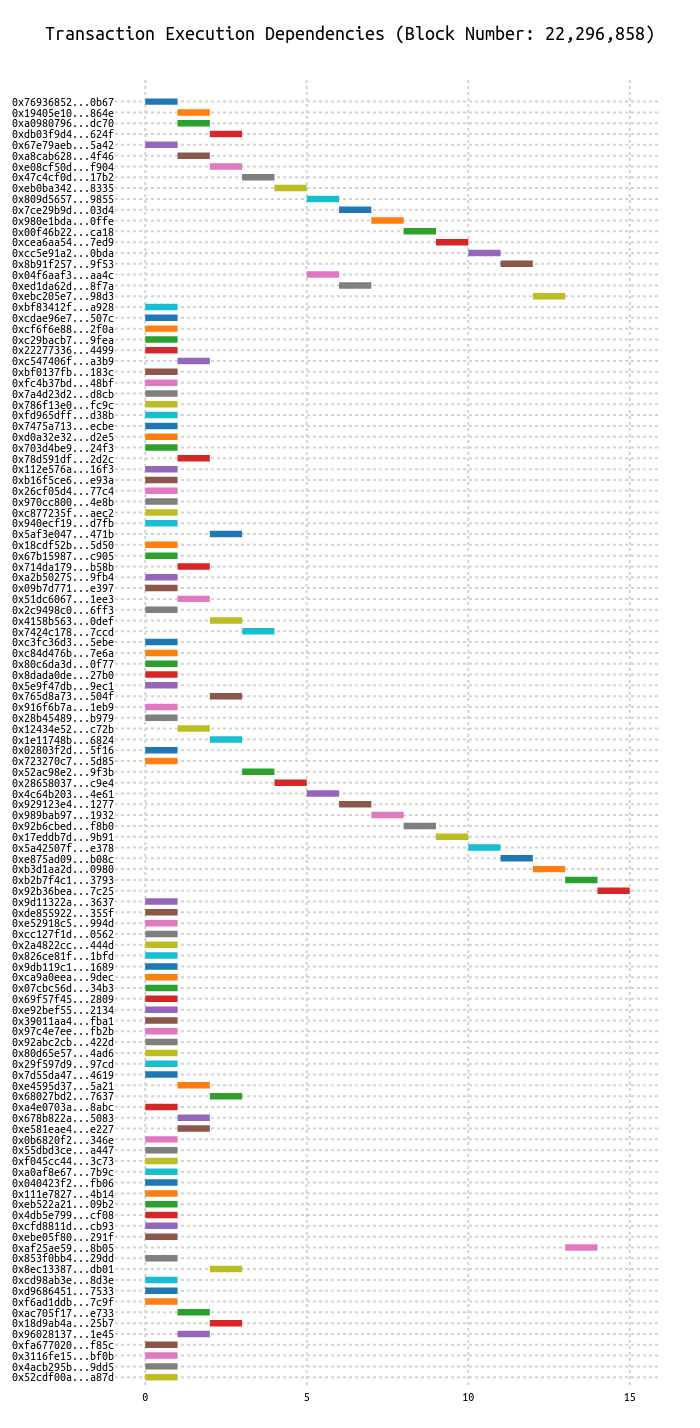 Transaction Execution Dependencies (Block Number: 22,296,858)
0x76936852...0b67
0x19405e10...864e
0xa0980796...dc70
0xdb03f9d4...624f
0x67e79aeb...5a42
0xa8cab628...4f46
0xe08cf50d...f904
0x47c4cf0d...17b2
0xeb0ba342...8335
0x809d5657...9855
0x7ce29b9d...03d4
0x980e1bda...0ffe
0x00f46b22...ca18
0xcea6aa54...7ed9
0xcc5e91a2...0bda
0x8b91f257...9f53
0x04f6aaf3...aa4c
0xed1da62d...8f7a
0xebc205e7...98d3
0xbf83412f...a928
0xcdae96e7...507c
0xcf6f6e88...2f0a
0xc29bacb7...9fea
0x22277336...4499
0xc547406f...a3b9
0xbf0137fb...183c
0xfc4b37bd...48bf
0x7a4d23d2...d8cb
0x786f13e0...fc9c
0xfd965dff...d38b
0x7475a713...ecbe
0xd0a32e32...d2e5
0x703d4be9...24f3
0x78d591df...2d2c
0x112e576a...16f3
0xb16f5ce6...e93a
0x26cf05d4...77c4
0x970cc800...4e8b
0xc877235f...aec2
0x940ecf19...d7fb
0x5af3e047...471b
0x18cdf52b...5d50
0x67b15987...c905
0x714da179...b58b
0xa2b50275...9fb4
0x09b7d771...e397
0x51dc6067...1ee3
0x2c9498c0...6ff3
0x4158b563...0def
0x7424c178...7ccd
0xc3fc36d3...5ebe
0xc84d476b...7e6a
0x80c6da3d...0f77
0x8dada0de...27b0
0x5e9f47db...9ec1
0x765d8a73...504f
0x916f6b7a...1eb9
0x28b45489...b979
0x12434e52...c72b
0x1e11748b...6824
0x02803f2d...5f16
0x723270c7...5d85
0x52ac98e2...9f3b
0x28658037...c9e4
0x4c64b203...4e61
0x929123e4...1277
0x989bab97...1932
0x92b6cbed...f8b0
0x17eddb7d...9b91
0x5a42507f...e378
0xe875ad09...b08c
0xb3d1aa2d...0980
0xb2b7f4c1...3793
0x92b36bea...7c25
0x9d11322a...3637
0xde855922...355f
0xe52918c5...994d
0xcc127f1d...0562
0x2a4822cc...444d
0x826ce81f...1bfd
0x9db119c1...1689
0xca9a0eea...9dec
0x07cbc56d...34b3
0x69f57f45...2809
0xe92bef55...2134
0x39011aa4...fba1
0x97c4e7ee...fb2b
0x92abc2cb...422d
0x80d65e57...4ad6
0x29f597d9...97cd
0x7d55da47...4619
0xe4595d37...5a21
0x68027bd2...7637
0xa4e0703a...8abc
0x678b822a...5083
0xe581eae4...e227
0x0b6820f2...346e
0x55dbd3ce...a447
0xf045cc44...3c73
0xa0af8e67...7b9c
0x040423f2...fb06
0x111e7827...4b14
0xeb522a21...09b2
0x4db5e799...cf08
0xcfd8811d...cb93
0xebe05f80...291f
0xaf25ae59...8b05
0x853f0bb4...29dd
0x8ec13387...db01
0xcd98ab3e...8d3e
0xd9686451...7533
0xf6ad1ddb...7c9f
0xac705f17...e733
0x18d9ab4a...25b7
0x96028137...1e45
0xfa677020...f85c
0x3116fe15...bf0b
0x4acb295b...9dd5
0x52cdf00a...a87d
0 5 10 15